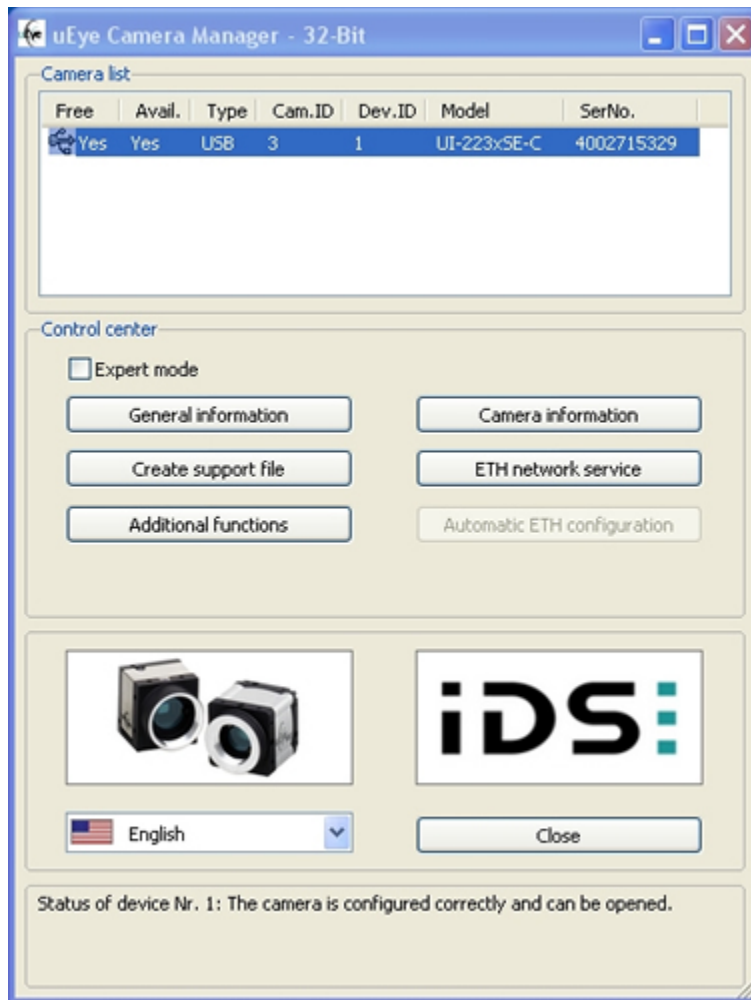 uEye Camera Manager - 32-Bit
Camera list
Free Avail. Type Cam.ID Dev.ID Model SerNo.
Yes Yes USB 3 1 UI-223xSE-C 4002715329
Control center
Expert mode
General information Camera information
Create support file ETH network service
Additional functions Automatic ETH configuration
iDS
English Close
Status of device Nr. 1: The camera is configured correctly and can be opened.